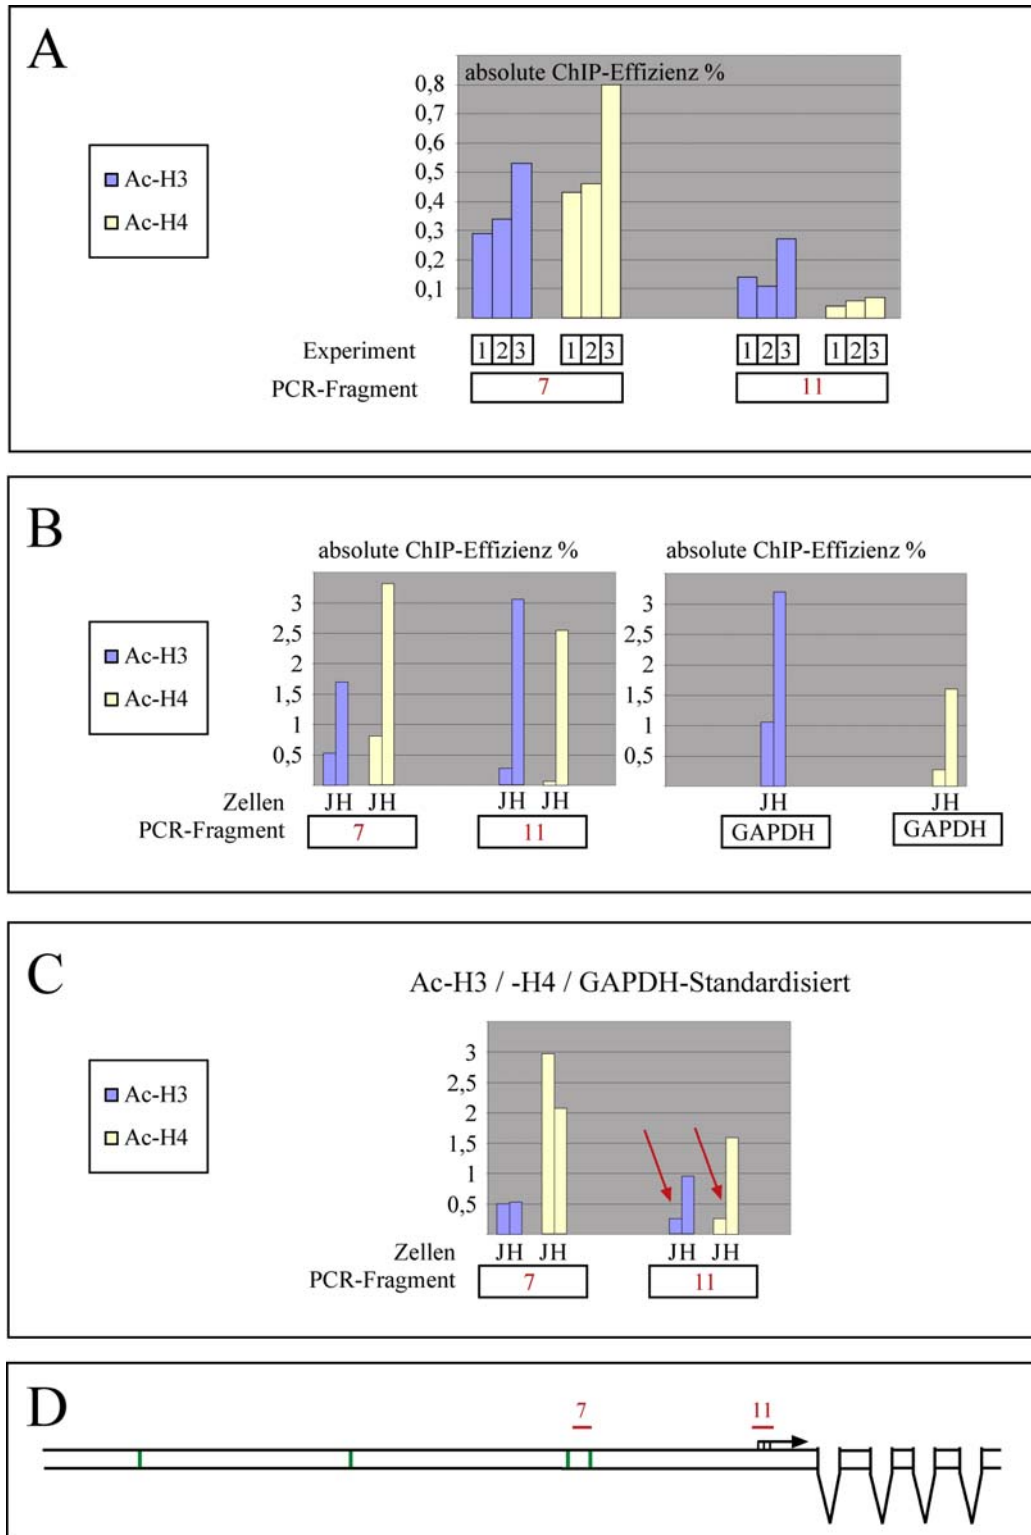 A
absolute ChIP-Effizienz %
0,8
0,7
0,6
0,5
0,4
0,3
0,2
0,1
Ac-H3
Ac-H4
Experiment 1 2 3 1 2 3 1 2 3 1 2 3
PCR-Fragment 7 11
B
absolute ChIP-Effizienz % absolute ChIP-Effizienz %
3 3
2,5 2,5
2 2
1,5 1,5
1 1
0,5 0,5
Ac-H3
Ac-H4
Zellen JH JH JH JH JH JH
PCR-Fragment 7 11 GAPDH GAPDH
C
Ac-H3 / -H4 / GAPDH-Standardisiert
3
2,5
2
1,5
1
0,5
Ac-H3
Ac-H4
Zellen JH JH JH JH
PCR-Fragment 7 11
D
7 11